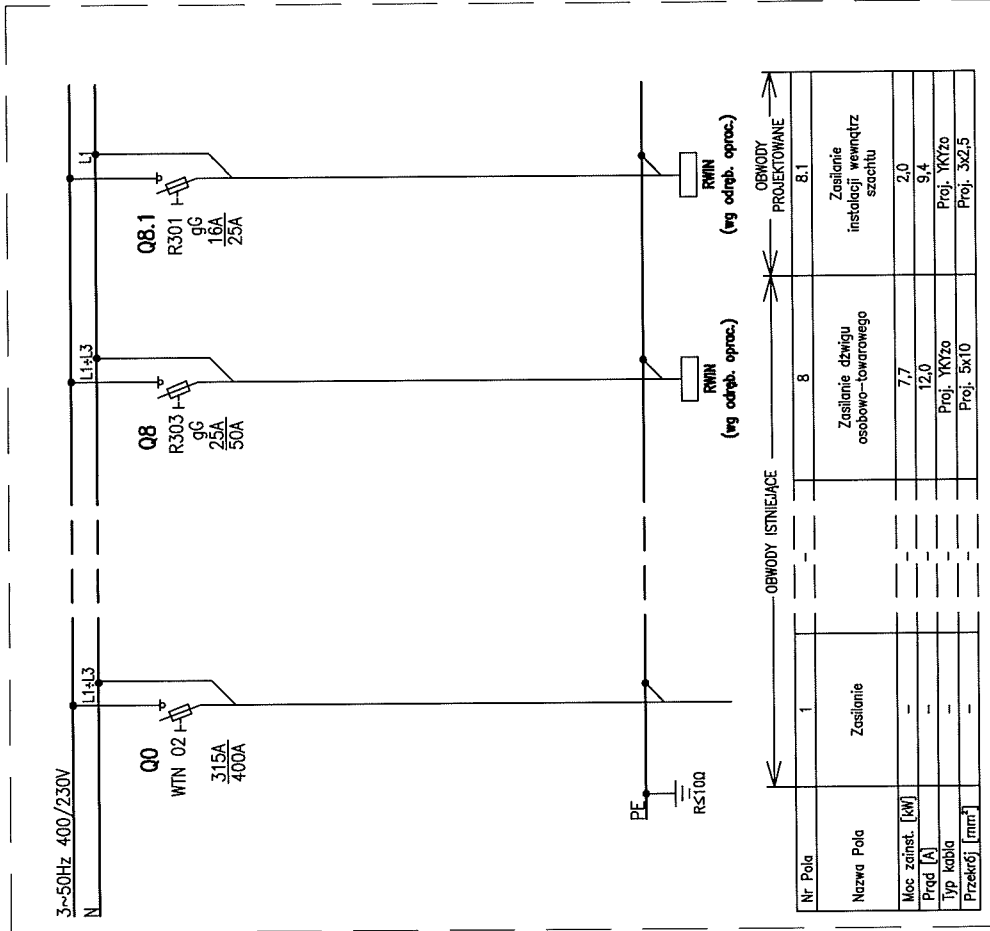 3~50Hz 400/230V
N
L1÷L3
Q0
WTN 02
315A
400A
L1÷L3
Q8
R303
gG
25A
50A
L1
Q8.1
R301
gG
16A
25A
PE
R≤10Ω
RWIN
(wg odręb. oprac.)
RWIN
(wg odręb. oprac.)
OBWODY ISTNIEJĄCE
OBWODY
PROJEKTOWANE
Nr Pola 1 – 8 8.1
Nazwa Pola
Zasilanie
Zasilanie dźwigu
osobowo–towarowego
Zasilanie
instalacji wewnątrz
szachtu
Moc zainst. [kW] – – 7,7 2,0
Prąd [A] – – 12,0 9,4
Typ kabla – – Proj. YKYżo Proj. YKYżo
Przekrój [mm²] – – Proj. 5x10 Proj. 3x2,5